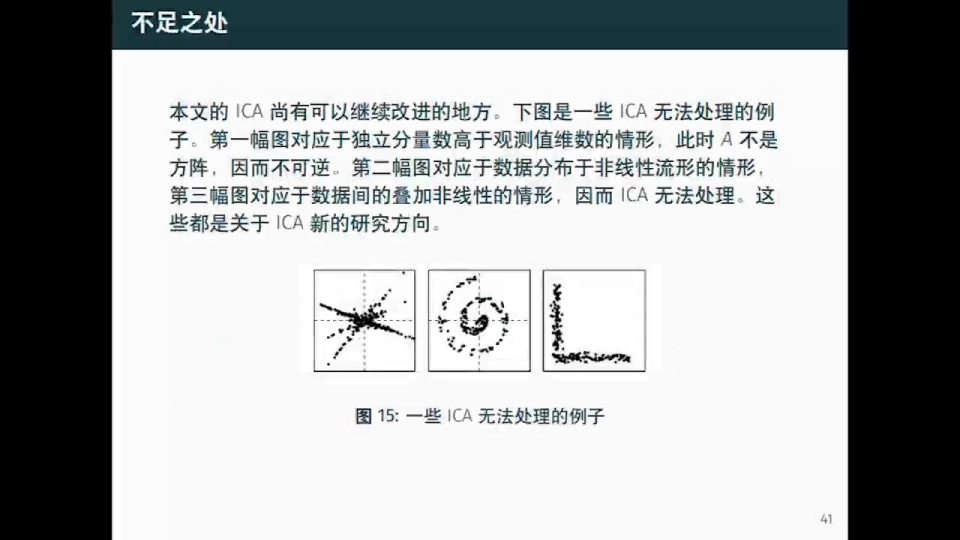 不足之处
本文的 ICA 尚有可以继续改进的地方。下图是一些 ICA 无法处理的例
子。第一幅图对应于独立分量数高于观测值维数的情形，此时 A 不是
方阵，因而不可逆。第二幅图对应于数据分布于非线性流形的情形，
第三幅图对应于数据间的叠加非线性的情形，因而 ICA 无法处理。这
些都是关于 ICA 新的研究方向。
图 15: 一些 ICA 无法处理的例子
41